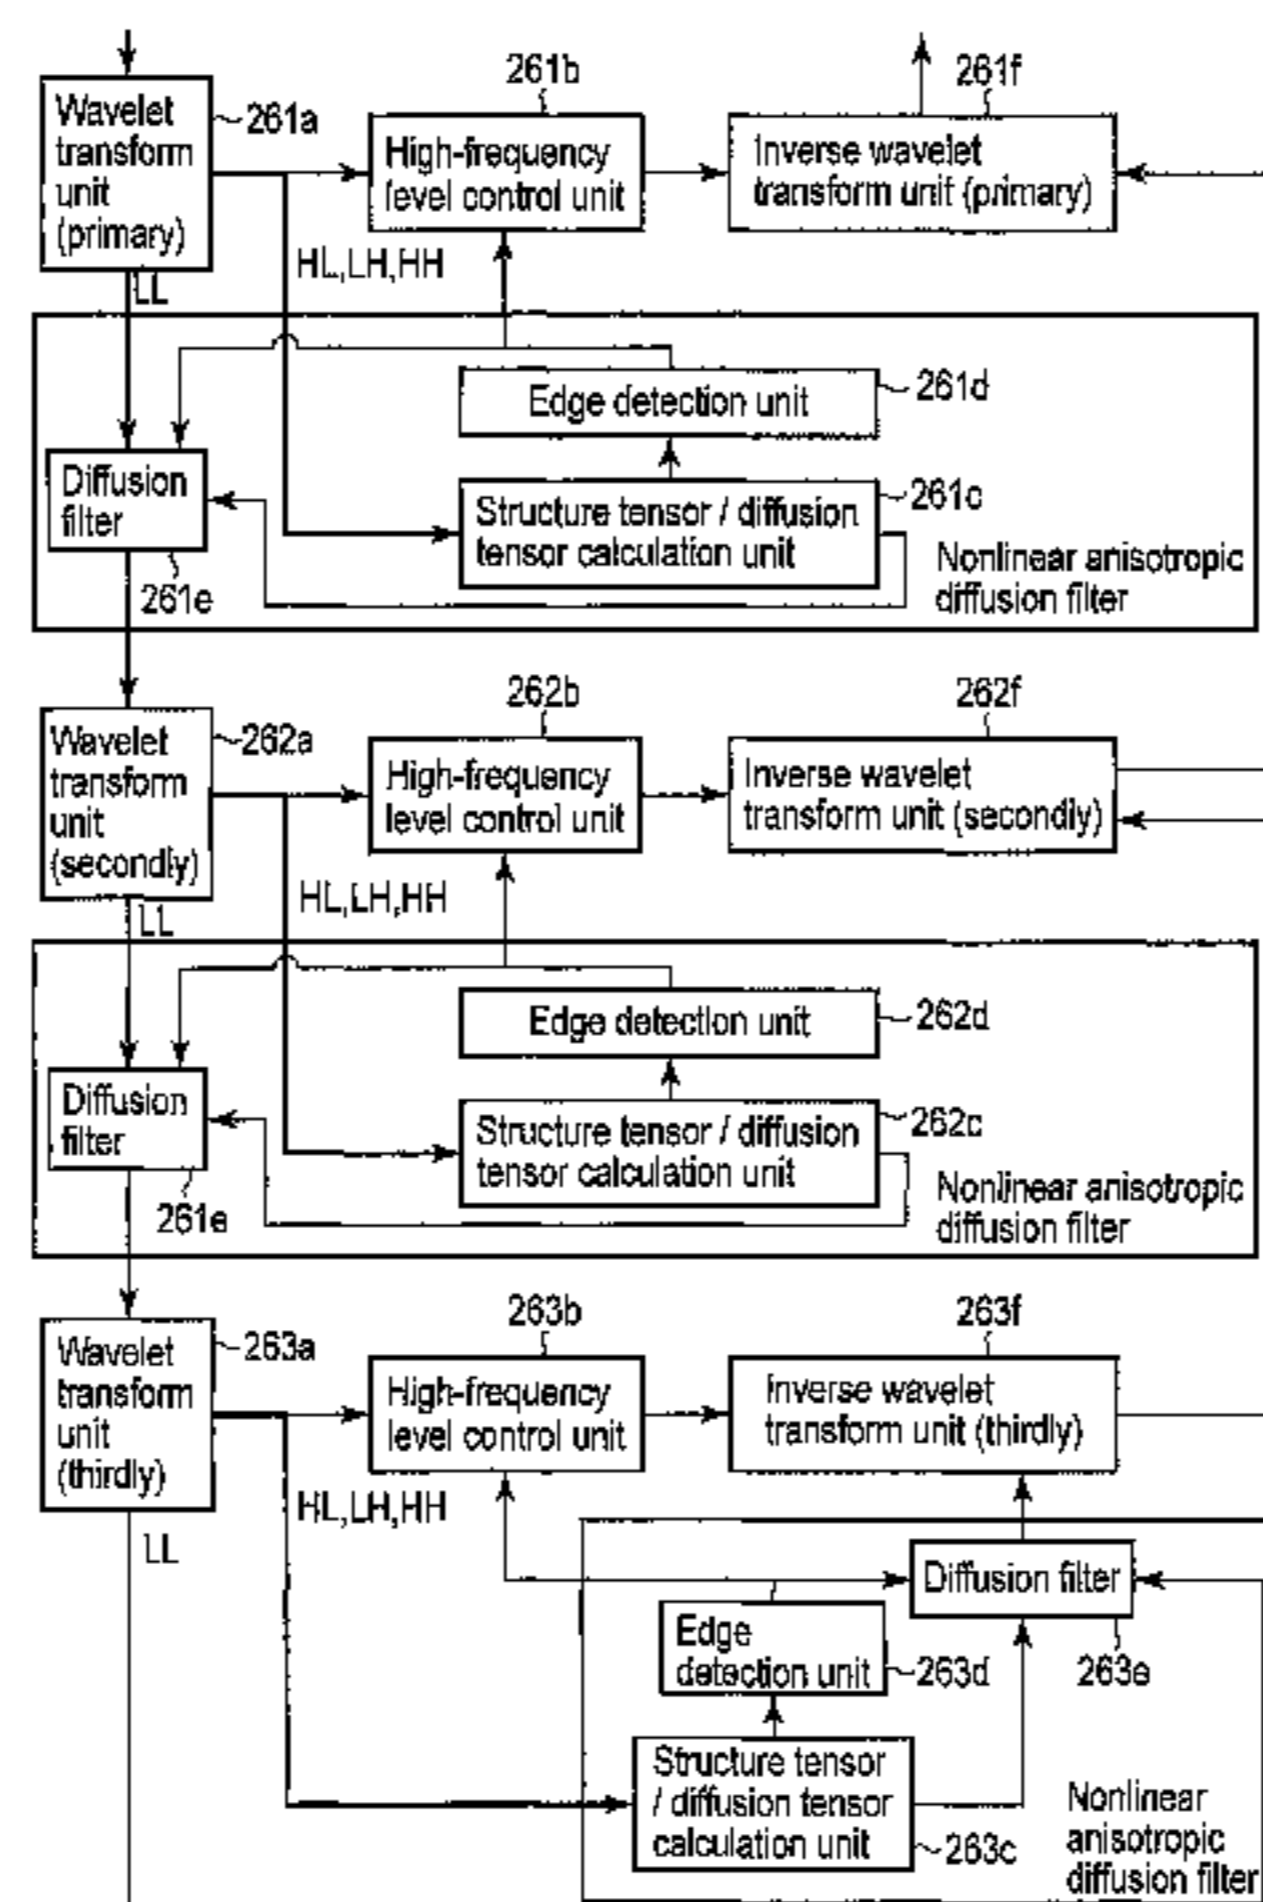 261b
261f
Wavelet
transform
unit
(primary)
261a
High-frequency
level control unit
Inverse wavelet
transform unit (primary)
HL,LH,HH
LL
Edge detection unit
261d
Diffusion
filter
261e
Structure tensor / diffusion
tensor calculation unit
261c
Nonlinear anisotropic
diffusion filter
262b
262f
Wavelet
transform
unit
(secondly)
262a
High-frequency
level control unit
Inverse wavelet
transform unit (secondly)
HL,LH,HH
LL
Edge detection unit
262d
Diffusion
filter
261e
Structure tensor / diffusion
tensor calculation unit
262c
Nonlinear anisotropic
diffusion filter
263b
263f
Wavelet
transform
unit
(thirdly)
263a
High-frequency
level control unit
Inverse wavelet
transform unit (thirdly)
HL,LH,HH
LL
Diffusion filter
263e
Edge
detection unit
263d
Structure tensor
/ diffusion tensor
calculation unit
263c
Nonlinear
anisotropic
diffusion filter